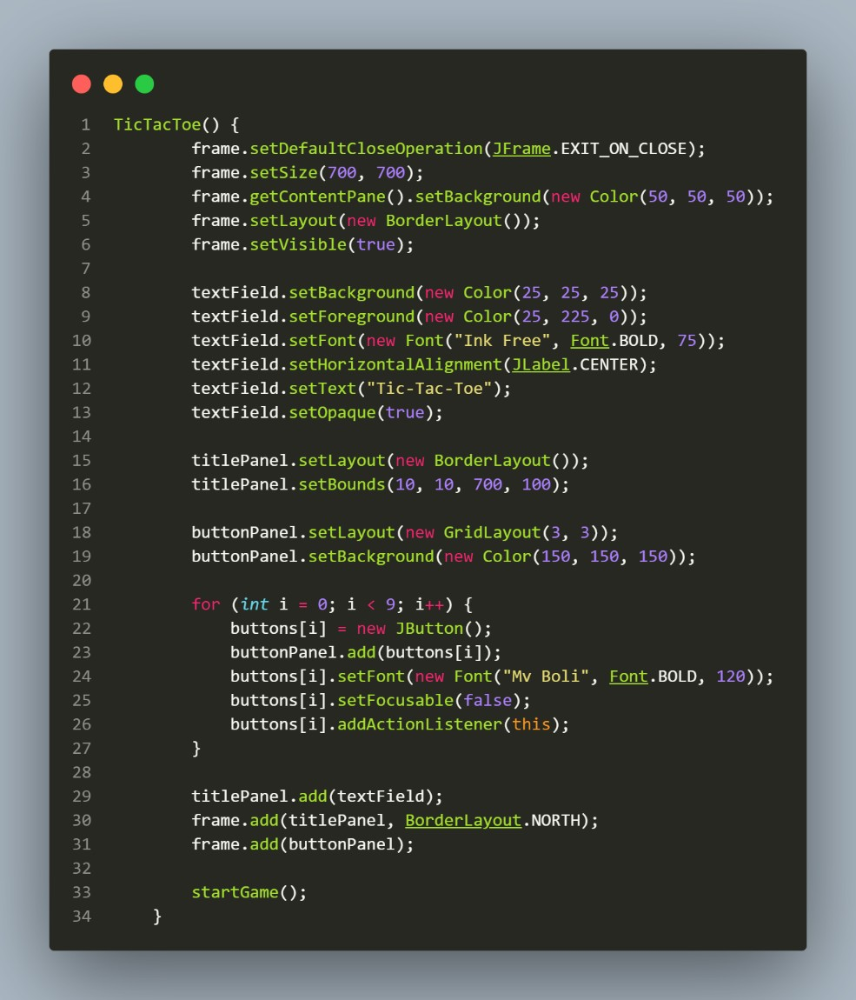 1 TicTacToe() {
2 frame.setDefaultCloseOperation(JFrame.EXIT_ON_CLOSE);
3 frame.setSize(700, 700);
4 frame.getContentPane().setBackground(new Color(50, 50, 50));
5 frame.setLayout(new BorderLayout());
6 frame.setVisible(true);
7
8 textField.setBackground(new Color(25, 25, 25));
9 textField.setForeground(new Color(25, 225, 0));
10 textField.setFont(new Font("Ink Free", Font.BOLD, 75));
11 textField.setHorizontalAlignment(JLabel.CENTER);
12 textField.setText("Tic-Tac-Toe");
13 textField.setOpaque(true);
14
15 titlePanel.setLayout(new BorderLayout());
16 titlePanel.setBounds(10, 10, 700, 100);
17
18 buttonPanel.setLayout(new GridLayout(3, 3));
19 buttonPanel.setBackground(new Color(150, 150, 150));
20
21 for (int i = 0; i < 9; i++) {
22 buttons[i] = new JButton();
23 buttonPanel.add(buttons[i]);
24 buttons[i].setFont(new Font("Mv Boli", Font.BOLD, 120));
25 buttons[i].setFocusable(false);
26 buttons[i].addActionListener(this);
27 }
28
29 titlePanel.add(textField);
30 frame.add(titlePanel, BorderLayout.NORTH);
31 frame.add(buttonPanel);
32
33 startGame();
34 }